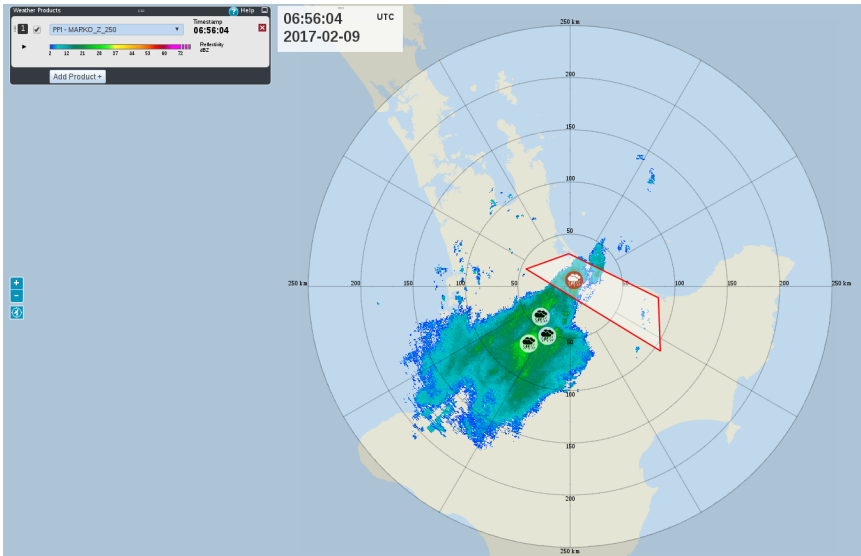 Weather Products
Help
1
PPI - MARKO_Z_250
Timestamp
06:56:04
2 12 21 28 37 44 53 60 72
Reflectivity
dBZ
Add Product +
06:56:04 UTC
2017-02-09
250 km
200
150
100
50
250 km 200 150 100 50 50 100 150 200 250 km
50
100
150
200
250 km
+
-